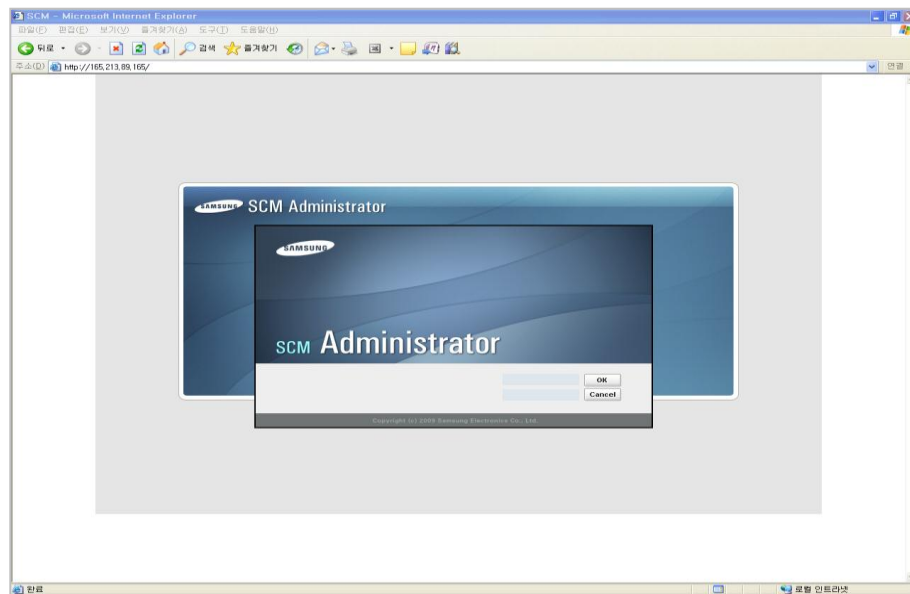 SCM - Microsoft Internet Explorer
파일(F) 편집(E) 보기(V) 즐겨찾기(A) 도구(T) 도움말(H)
뒤로 검색 즐겨찾기
주소(D) http://165.213.89.165/ 연결
SAMSUNG SCM Administrator
SAMSUNG
SCM Administrator
OK
Cancel
Copyright (c) 2009 Samsung Electronics Co., Ltd.
완료 로컬 인트라넷